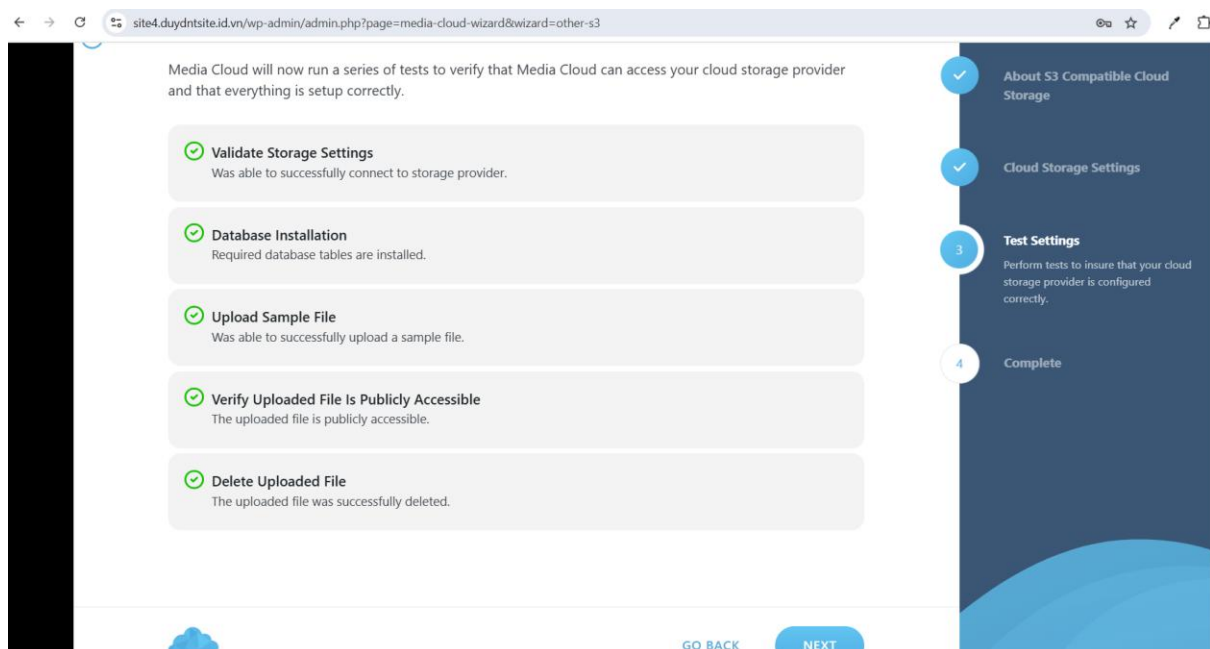 site4.duydntsite.id.vn/wp-admin/admin.php?page=media-cloud-wizard&wizard=other-s3
Media Cloud will now run a series of tests to verify that Media Cloud can access your cloud storage provider
and that everything is setup correctly.
Validate Storage Settings
Was able to successfully connect to storage provider.
Database Installation
Required database tables are installed.
Upload Sample File
Was able to successfully upload a sample file.
Verify Uploaded File Is Publicly Accessible
The uploaded file is publicly accessible.
Delete Uploaded File
The uploaded file was successfully deleted.
GO BACK
NEXT
About S3 Compatible Cloud
Storage
Cloud Storage Settings
3
Test Settings
Perform tests to insure that your cloud
storage provider is configured
correctly.
4
Complete